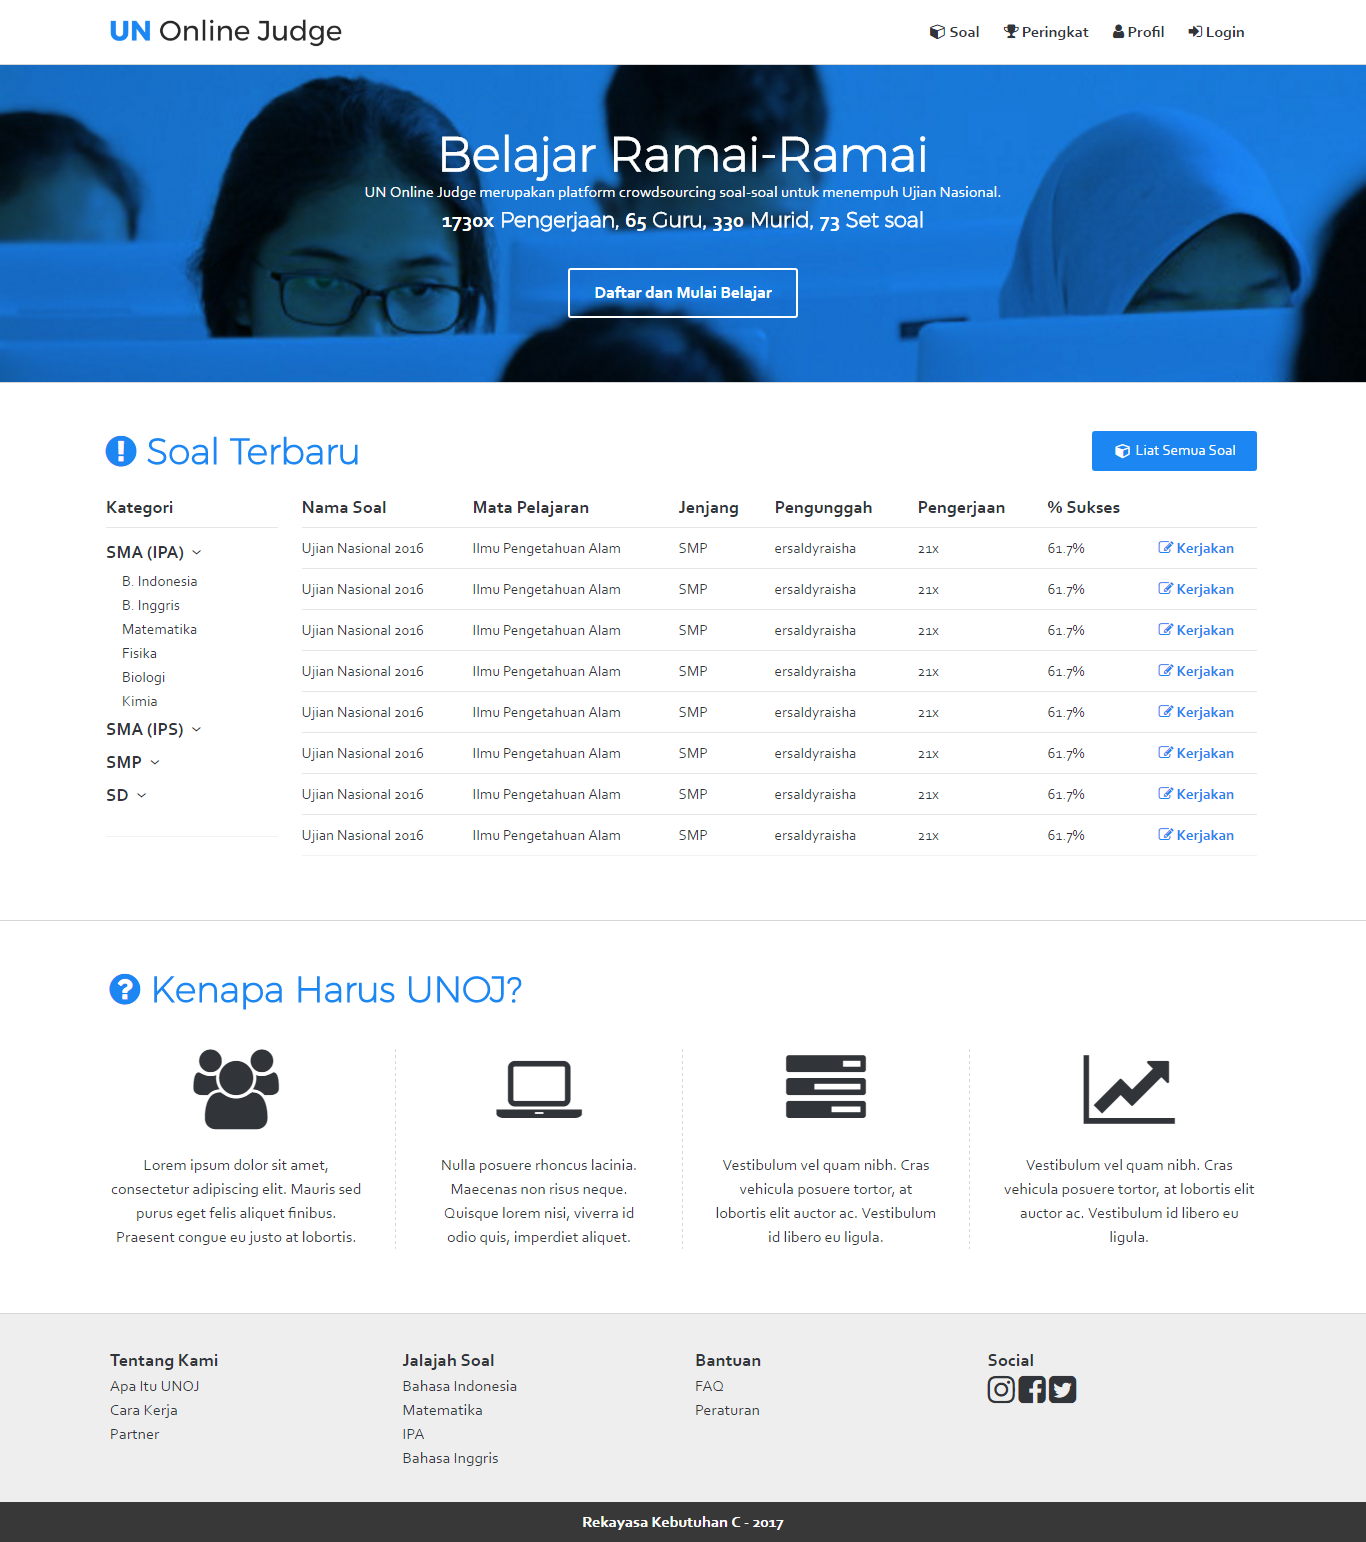 UN Online Judge
Soal Peringkat Profil Login
Belajar Ramai-Ramai
UN Online Judge merupakan platform crowdsourcing soal-soal untuk menempuh Ujian Nasional.
1730x Pengerjaan, 65 Guru, 330 Murid, 73 Set soal
Daftar dan Mulai Belajar
Soal Terbaru
Liat Semua Soal
Kategori
SMA (IPA)
B. Indonesia
B. Inggris
Matematika
Fisika
Biologi
Kimia
SMA (IPS)
SMP
SD
Nama Soal Mata Pelajaran Jenjang Pengunggah Pengerjaan % Sukses
Ujian Nasional 2016 Ilmu Pengetahuan Alam SMP ersaldyraisha 21x 61.7% Kerjakan
Ujian Nasional 2016 Ilmu Pengetahuan Alam SMP ersaldyraisha 21x 61.7% Kerjakan
Ujian Nasional 2016 Ilmu Pengetahuan Alam SMP ersaldyraisha 21x 61.7% Kerjakan
Ujian Nasional 2016 Ilmu Pengetahuan Alam SMP ersaldyraisha 21x 61.7% Kerjakan
Ujian Nasional 2016 Ilmu Pengetahuan Alam SMP ersaldyraisha 21x 61.7% Kerjakan
Ujian Nasional 2016 Ilmu Pengetahuan Alam SMP ersaldyraisha 21x 61.7% Kerjakan
Ujian Nasional 2016 Ilmu Pengetahuan Alam SMP ersaldyraisha 21x 61.7% Kerjakan
Ujian Nasional 2016 Ilmu Pengetahuan Alam SMP ersaldyraisha 21x 61.7% Kerjakan
Kenapa Harus UNOJ?
Lorem ipsum dolor sit amet,
consectetur adipiscing elit. Mauris sed
purus eget felis aliquet finibus.
Praesent congue eu justo at lobortis.
Nulla posuere rhoncus lacinia.
Maecenas non risus neque.
Quisque lorem nisi, viverra id
odio quis, imperdiet aliquet.
Vestibulum vel quam nibh. Cras
vehicula posuere tortor, at
lobortis elit auctor ac. Vestibulum
id libero eu ligula.
Vestibulum vel quam nibh. Cras
vehicula posuere tortor, at lobortis elit
auctor ac. Vestibulum id libero eu
ligula.
Tentang Kami
Apa Itu UNOJ
Cara Kerja
Partner
Jalajah Soal
Bahasa Indonesia
Matematika
IPA
Bahasa Inggris
Bantuan
FAQ
Peraturan
Social
Rekayasa Kebutuhan C - 2017